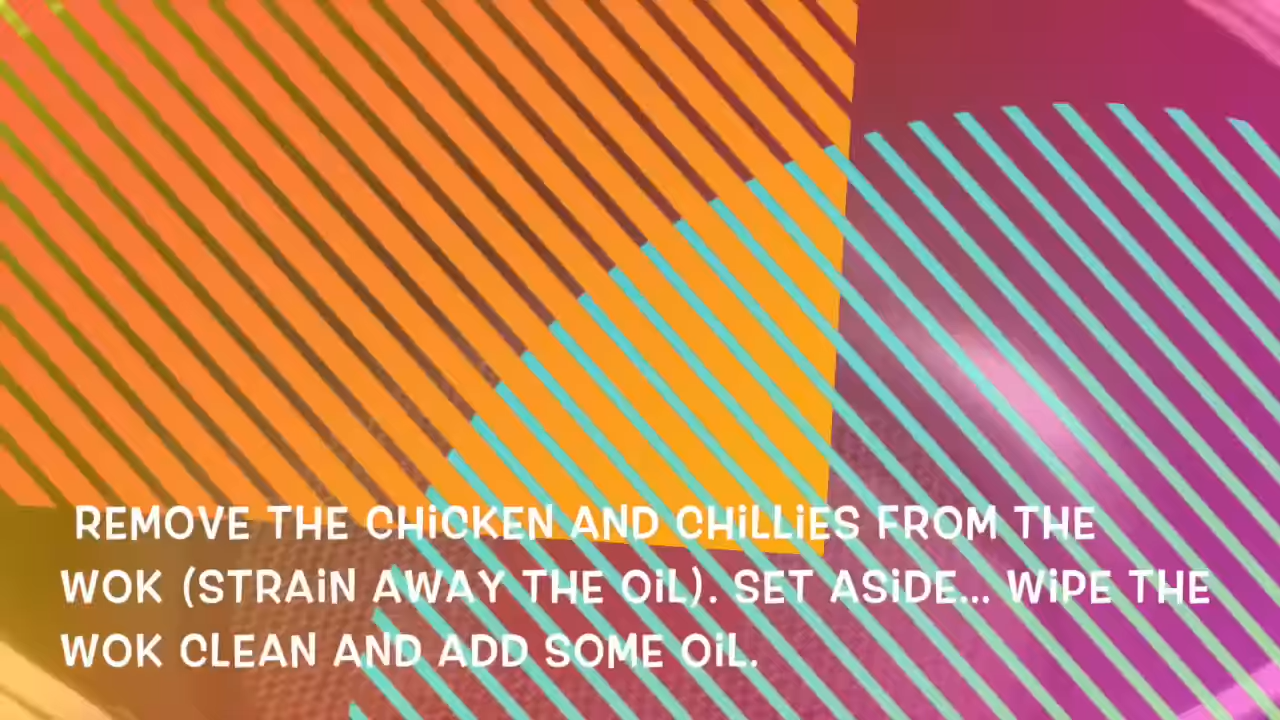 REMOVE THE CHiCKEN AND CHiLLiES FROM THE
WOK (STRAiN AWAY THE OiL). SET ASiDE... WiPE THE
WOK CLEAN AND ADD SOME OiL.